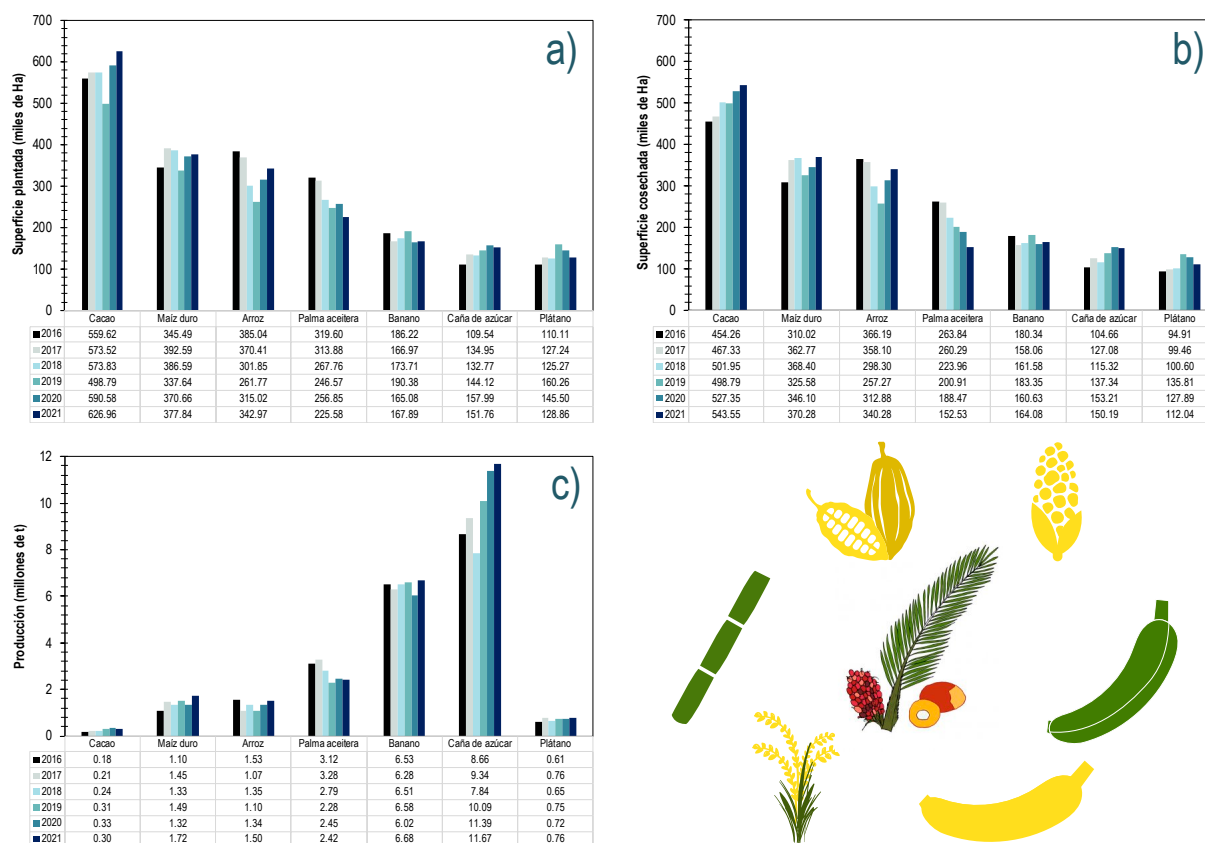 a)
Superficie plantada (miles de Ha)
700
600
500
400
300
200
100
0
Cacao Maíz duro Arroz Palma aceitera Banano Caña de azúcar Plátano
2016 559.62 345.49 385.04 319.60 186.22 109.54 110.11
2017 573.52 392.59 370.41 313.88 166.97 134.95 127.24
2018 573.83 386.59 301.85 267.76 173.71 132.77 125.27
2019 498.79 337.64 261.77 246.57 190.38 144.12 160.26
2020 590.58 370.66 315.02 256.85 165.08 157.99 145.50
2021 626.96 377.84 342.97 225.58 167.89 151.76 128.86
b)
Superficie cosechada (miles de Ha)
700
600
500
400
300
200
100
0
Cacao Maíz duro Arroz Palma aceitera Banano Caña de azúcar Plátano
2016 454.26 310.02 366.19 263.84 180.34 104.66 94.91
2017 467.33 362.77 358.10 260.29 158.06 127.08 99.46
2018 501.95 368.40 298.30 223.96 161.58 115.32 100.60
2019 498.79 325.58 257.27 200.91 183.35 137.34 135.81
2020 527.35 346.10 312.88 188.47 160.63 153.21 127.89
2021 543.55 370.28 340.28 152.53 164.08 150.19 112.04
c)
Producción (millones de t)
12
10
8
6
4
2
0
Cacao Maíz duro Arroz Palma aceitera Banano Caña de azúcar Plátano
2016 0.18 1.10 1.53 3.12 6.53 8.66 0.61
2017 0.21 1.45 1.07 3.28 6.28 9.34 0.76
2018 0.24 1.33 1.35 2.79 6.51 7.84 0.65
2019 0.31 1.49 1.10 2.28 6.58 10.09 0.75
2020 0.33 1.32 1.34 2.45 6.02 11.39 0.72
2021 0.30 1.72 1.50 2.42 6.68 11.67 0.76